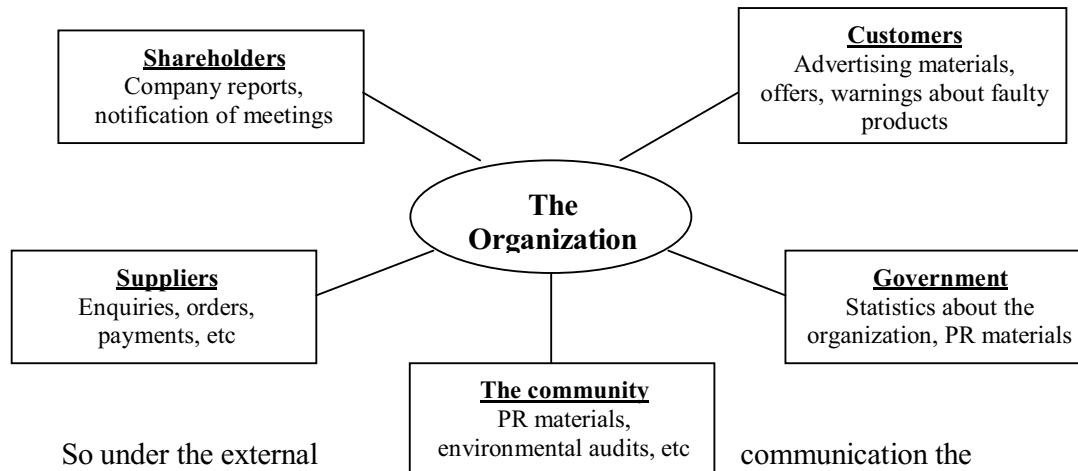 Shareholders
Company reports,
notification of meetings
Customers
Advertising materials,
offers, warnings about faulty
products
The
Organization
Suppliers
Enquiries, orders,
payments, etc
Government
Statistics about the
organization, PR materials
The community
PR materials,
environmental audits, etc
So under the external communication the